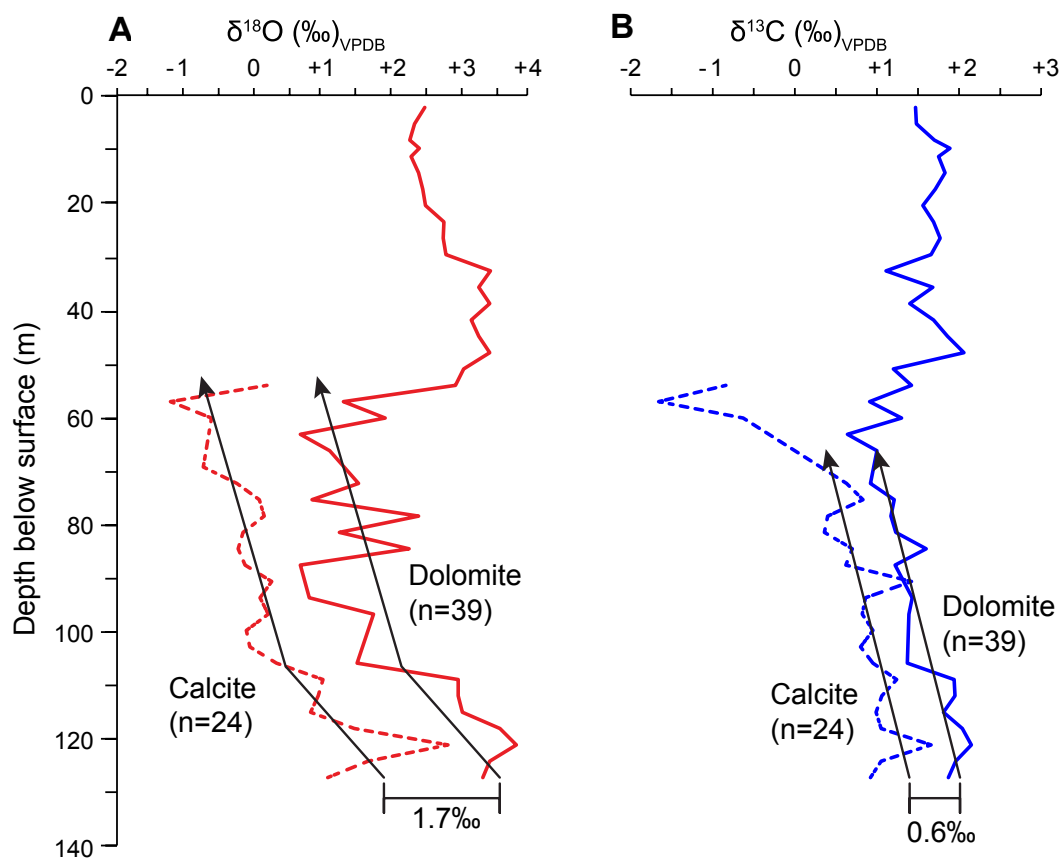 A
δ¹⁸O (‰)VPDB
-2 -1 0 +1 +2 +3 +4
B
δ¹³C (‰)VPDB
-2 -1 0 +1 +2 +3
Depth below surface (m)
0
20
40
60
80
100
120
140
Dolomite
(n=39)
Calcite
(n=24)
1.7‰
Dolomite
(n=39)
Calcite
(n=24)
0.6‰